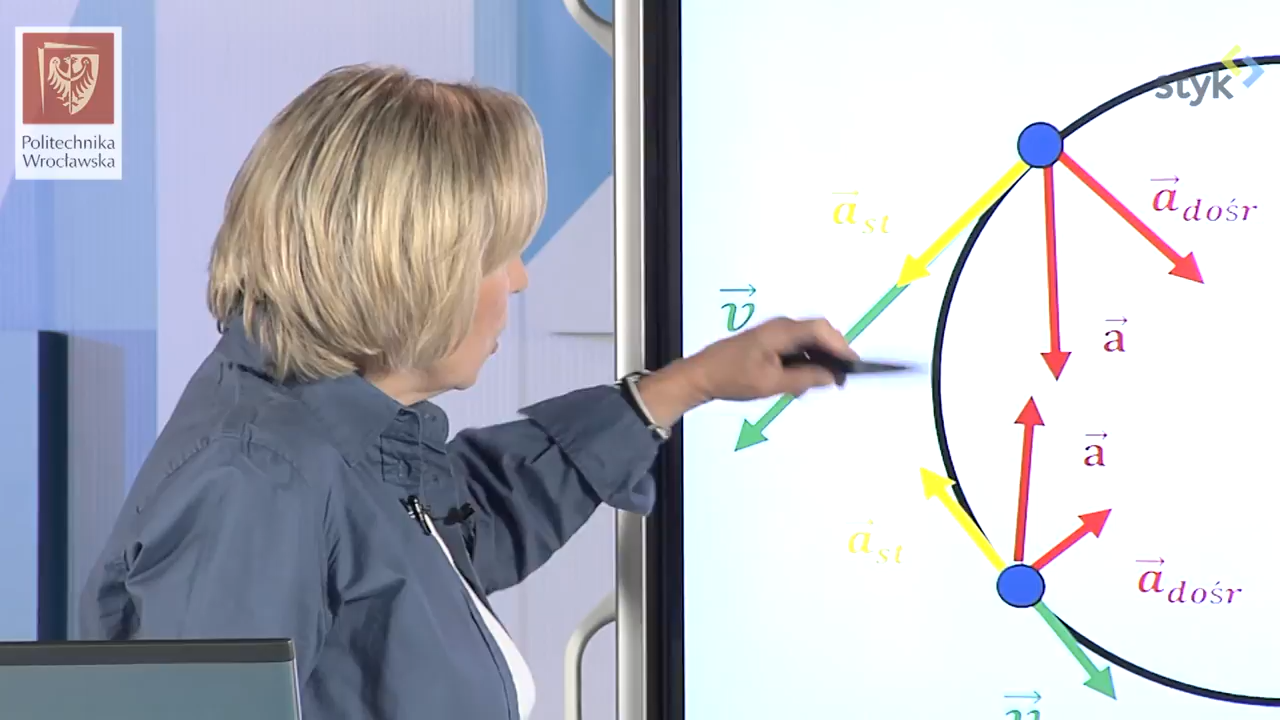 Politechnika
Wrocławska
styk
a⃗ st
a⃗ dośr
v⃗
a⃗
a⃗
a⃗ st
a⃗ dośr
v⃗